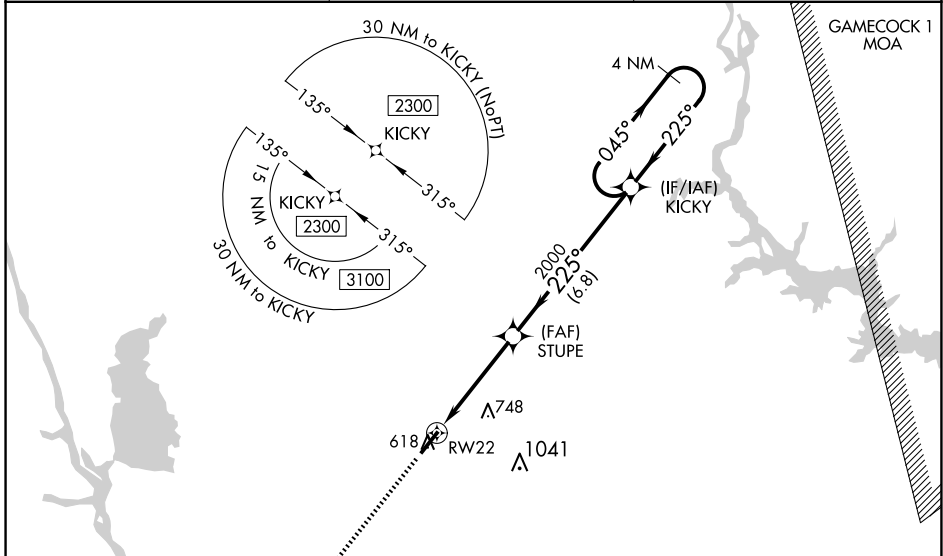 30 NM to KICKY (NoPT)
135°
2300
KICKY
315°
135°
15 NM to KICKY
KICKY
2300
315°
3100
30 NM to KICKY
GAMECOCK 1
MOA
4 NM
045°
225°
(IF/IAF)
KICKY
2000
225°
(6.8)
(FAF)
STUPE
748
618
RW22
1041